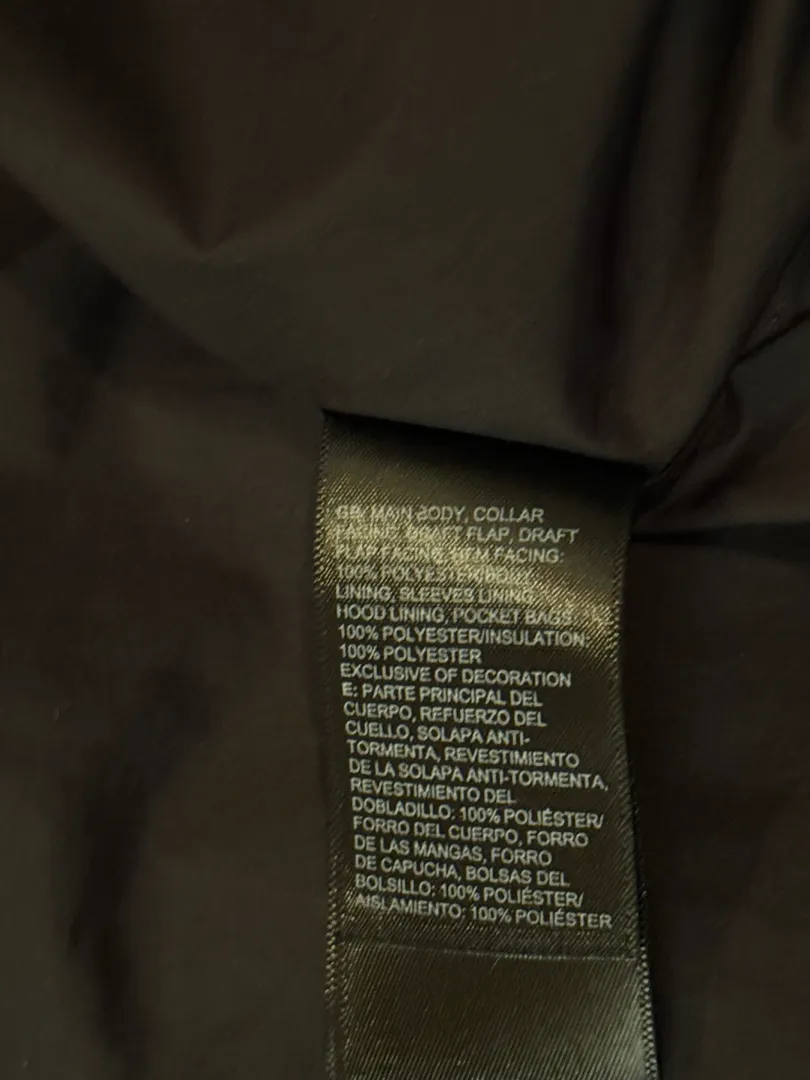 GB: MAIN BODY, COLLAR
FACING, DRAFT FLAP, DRAFT
FLAP FACING, HEM FACING:
100% POLYESTER/BODY
LINING, SLEEVES LINING,
HOOD LINING, POCKET BAGS:
100% POLYESTER/INSULATION:
100% POLYESTER
EXCLUSIVE OF DECORATION
E: PARTE PRINCIPAL DEL
CUERPO, REFUERZO DEL
CUELLO, SOLAPA ANTI-
TORMENTA, REVESTIMIENTO
DE LA SOLAPA ANTI-TORMENTA,
REVESTIMIENTO DEL
DOBLADILLO: 100% POLIÉSTER/
FORRO DEL CUERPO, FORRO
DE LAS MANGAS, FORRO
DE CAPUCHA, BOLSAS DEL
BOLSILLO: 100% POLIÉSTER/
AISLAMIENTO: 100% POLIÉSTER